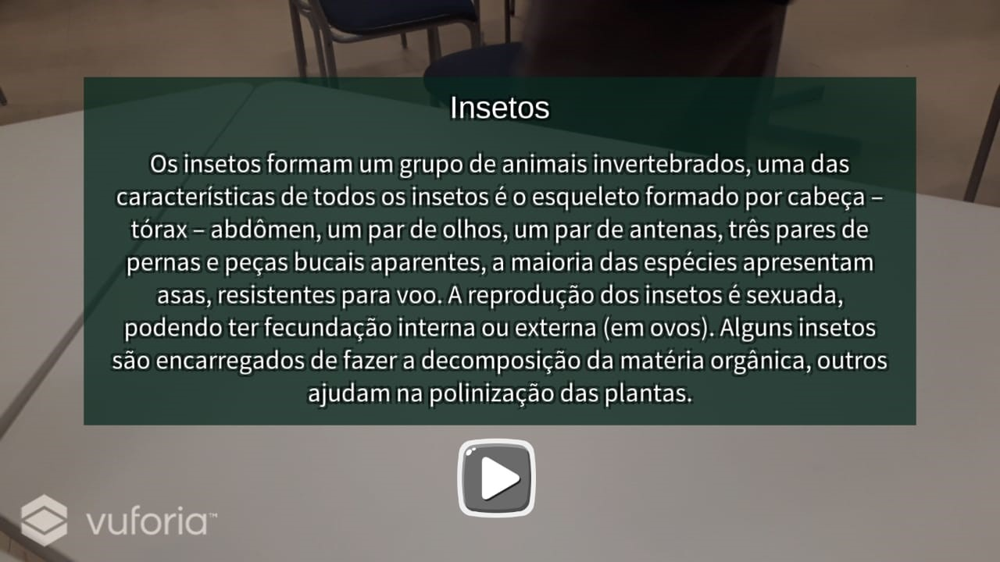 Insetos
Os insetos formam um grupo de animais invertebrados, uma das
características de todos os insetos é o esqueleto formado por cabeça –
tórax – abdômen, um par de olhos, um par de antenas, três pares de
pernas e peças bucais aparentes, a maioria das espécies apresentam
asas, resistentes para voo. A reprodução dos insetos é sexuada,
podendo ter fecundação interna ou externa (em ovos). Alguns insetos
são encarregados de fazer a decomposição da matéria orgânica, outros
ajudam na polinização das plantas.
vuforia™